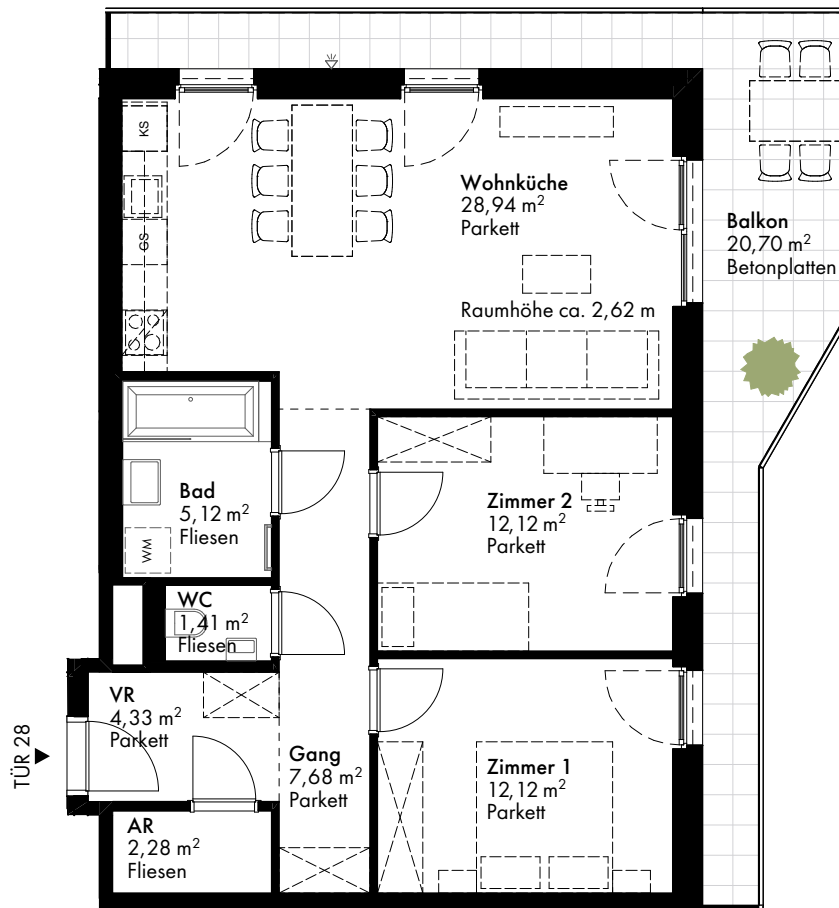 KS
GS
Wohnküche
28,94 m²
Parkett
Raumhöhe ca. 2,62 m
Balkon
20,70 m²
Betonplatten
Bad
5,12 m²
Fliesen
WM
Zimmer 2
12,12 m²
Parkett
WC
1,41 m²
Fliesen
VR
4,33 m²
Parkett
TÜR 28
Gang
7,68 m²
Parkett
Zimmer 1
12,12 m²
Parkett
AR
2,28 m²
Fliesen